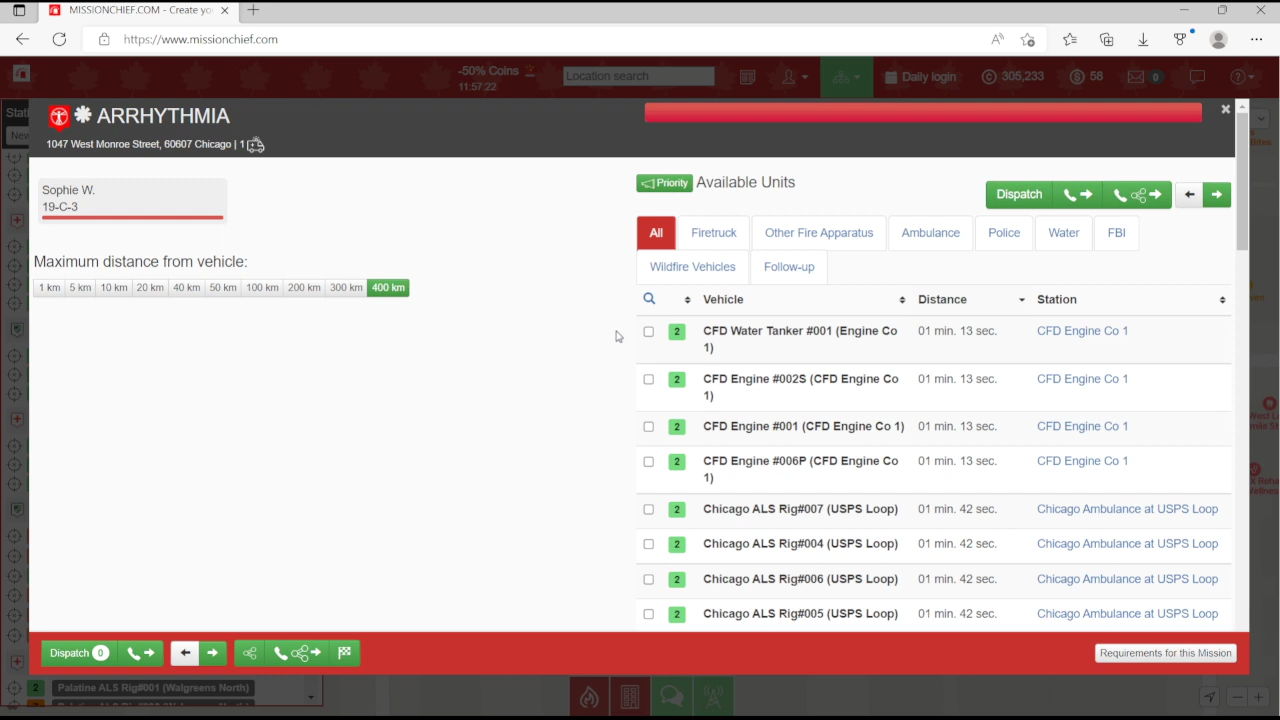 MISSIONCHIEF.COM - Create yo
https://www.missionchief.com
-50% Coins
11:57:22
Location search
Daily login
305,233
58
0
Stati
New
ARRHYTHMIA
1047 West Monroe Street, 60607 Chicago | 1
Sophie W.
19-C-3
Maximum distance from vehicle:
1 km 5 km 10 km 20 km 40 km 50 km 100 km 200 km 300 km 400 km
Priority Available Units
Dispatch
All Firetruck Other Fire Apparatus Ambulance Police Water FBI
Wildfire Vehicles Follow-up
Vehicle Distance Station
2 CFD Water Tanker #001 (Engine Co 1) 01 min. 13 sec. CFD Engine Co 1
2 CFD Engine #002S (CFD Engine Co 1) 01 min. 13 sec. CFD Engine Co 1
2 CFD Engine #001 (CFD Engine Co 1) 01 min. 13 sec. CFD Engine Co 1
2 CFD Engine #006P (CFD Engine Co 1) 01 min. 13 sec. CFD Engine Co 1
2 Chicago ALS Rig#007 (USPS Loop) 01 min. 42 sec. Chicago Ambulance at USPS Loop
2 Chicago ALS Rig#004 (USPS Loop) 01 min. 42 sec. Chicago Ambulance at USPS Loop
2 Chicago ALS Rig#006 (USPS Loop) 01 min. 42 sec. Chicago Ambulance at USPS Loop
2 Chicago ALS Rig#005 (USPS Loop) 01 min. 42 sec. Chicago Ambulance at USPS Loop
Dispatch 0
Requirements for this Mission
2 Palatine ALS Rig#001 (Walgreens North)